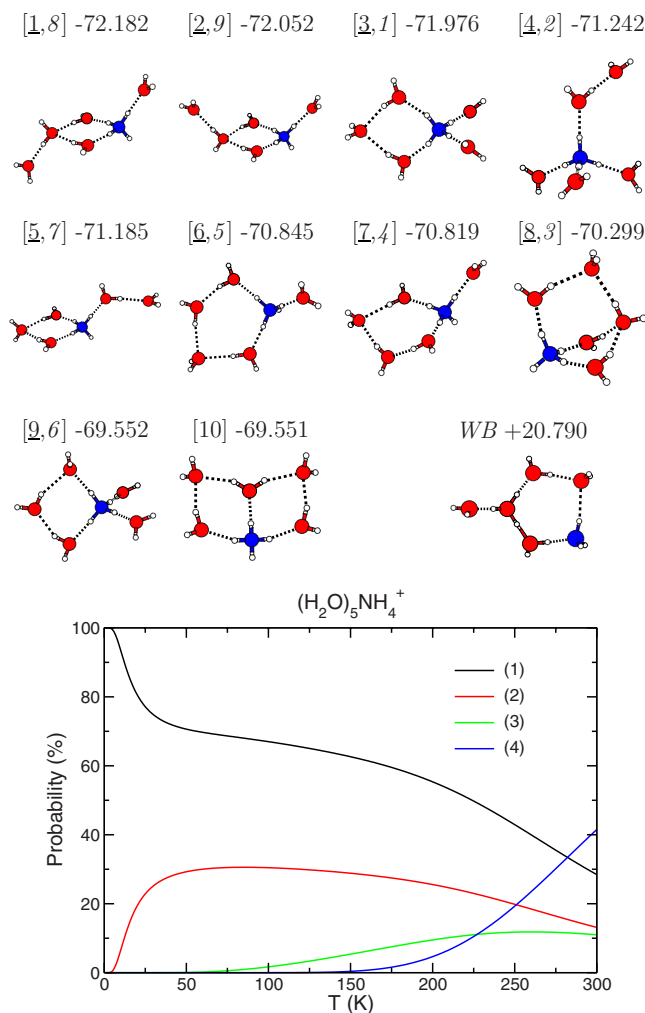 [1,8] -72.182 [2,9] -72.052 [3,1] -71.976 [4,2] -71.242
[5,7] -71.185 [6,5] -70.845 [7,4] -70.819 [8,3] -70.299
[9,6] -69.552 [10] -69.551 WB +20.790
(H₂O)₅NH₄⁺
100
80
60
40
20
0
Probability (%)
(1)
(2)
(3)
(4)
0 50 100 150 200 250 300
T (K)